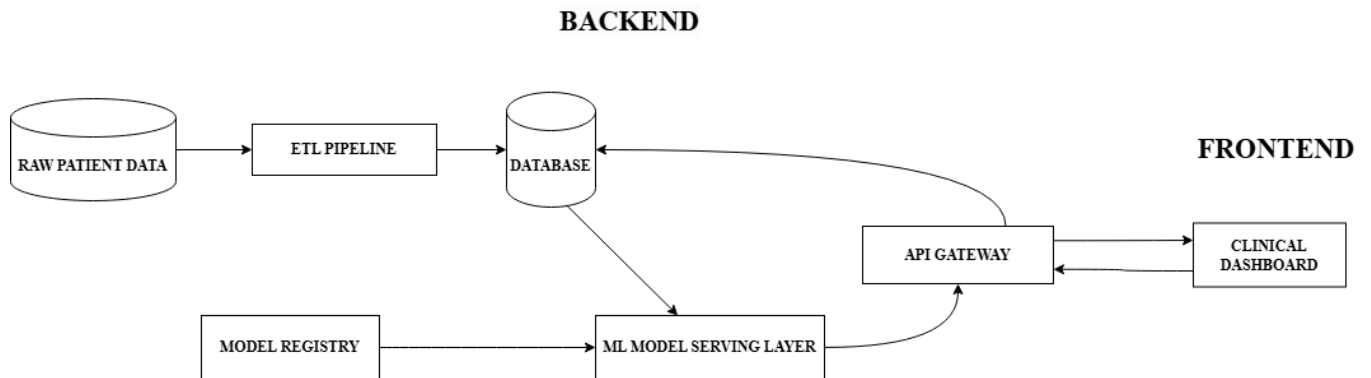 BACKEND
RAW PATIENT DATA
ETL PIPELINE
DATABASE
FRONTEND
API GATEWAY
CLINICAL
DASHBOARD
MODEL REGISTRY
ML MODEL SERVING LAYER